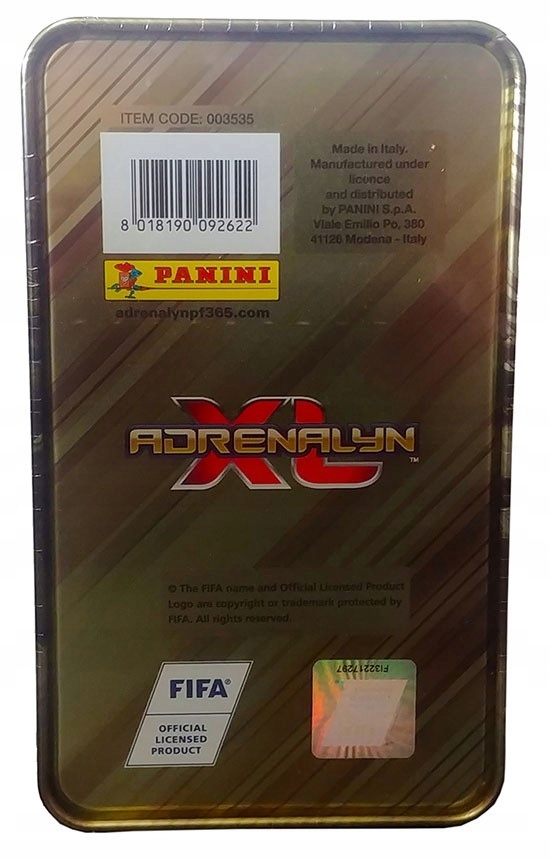 ITEM CODE: 003535
8 018190 092622
Made in Italy.
Manufactured under
licence
and distributed
by PANINI S.p.A.
Viale Emilio Po, 380
41126 Modena - Italy
PANINI
adrenalynpf365.com
ADRENALYN
XL
™
© The FIFA name and Official Licensed Product
Logo are copyright or trademark protected by
FIFA. All rights reserved.
FIFA®
OFFICIAL
LICENSED
PRODUCT
FI32217297